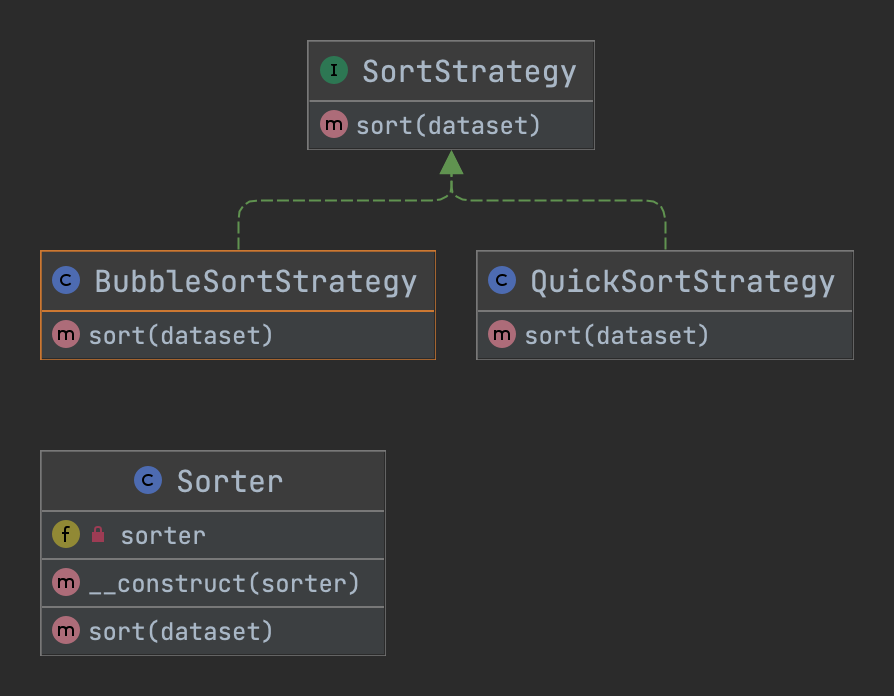 I SortStrategy
m sort(dataset)
C BubbleSortStrategy
m sort(dataset)
C QuickSortStrategy
m sort(dataset)
C Sorter
f sorter
m __construct(sorter)
m sort(dataset)